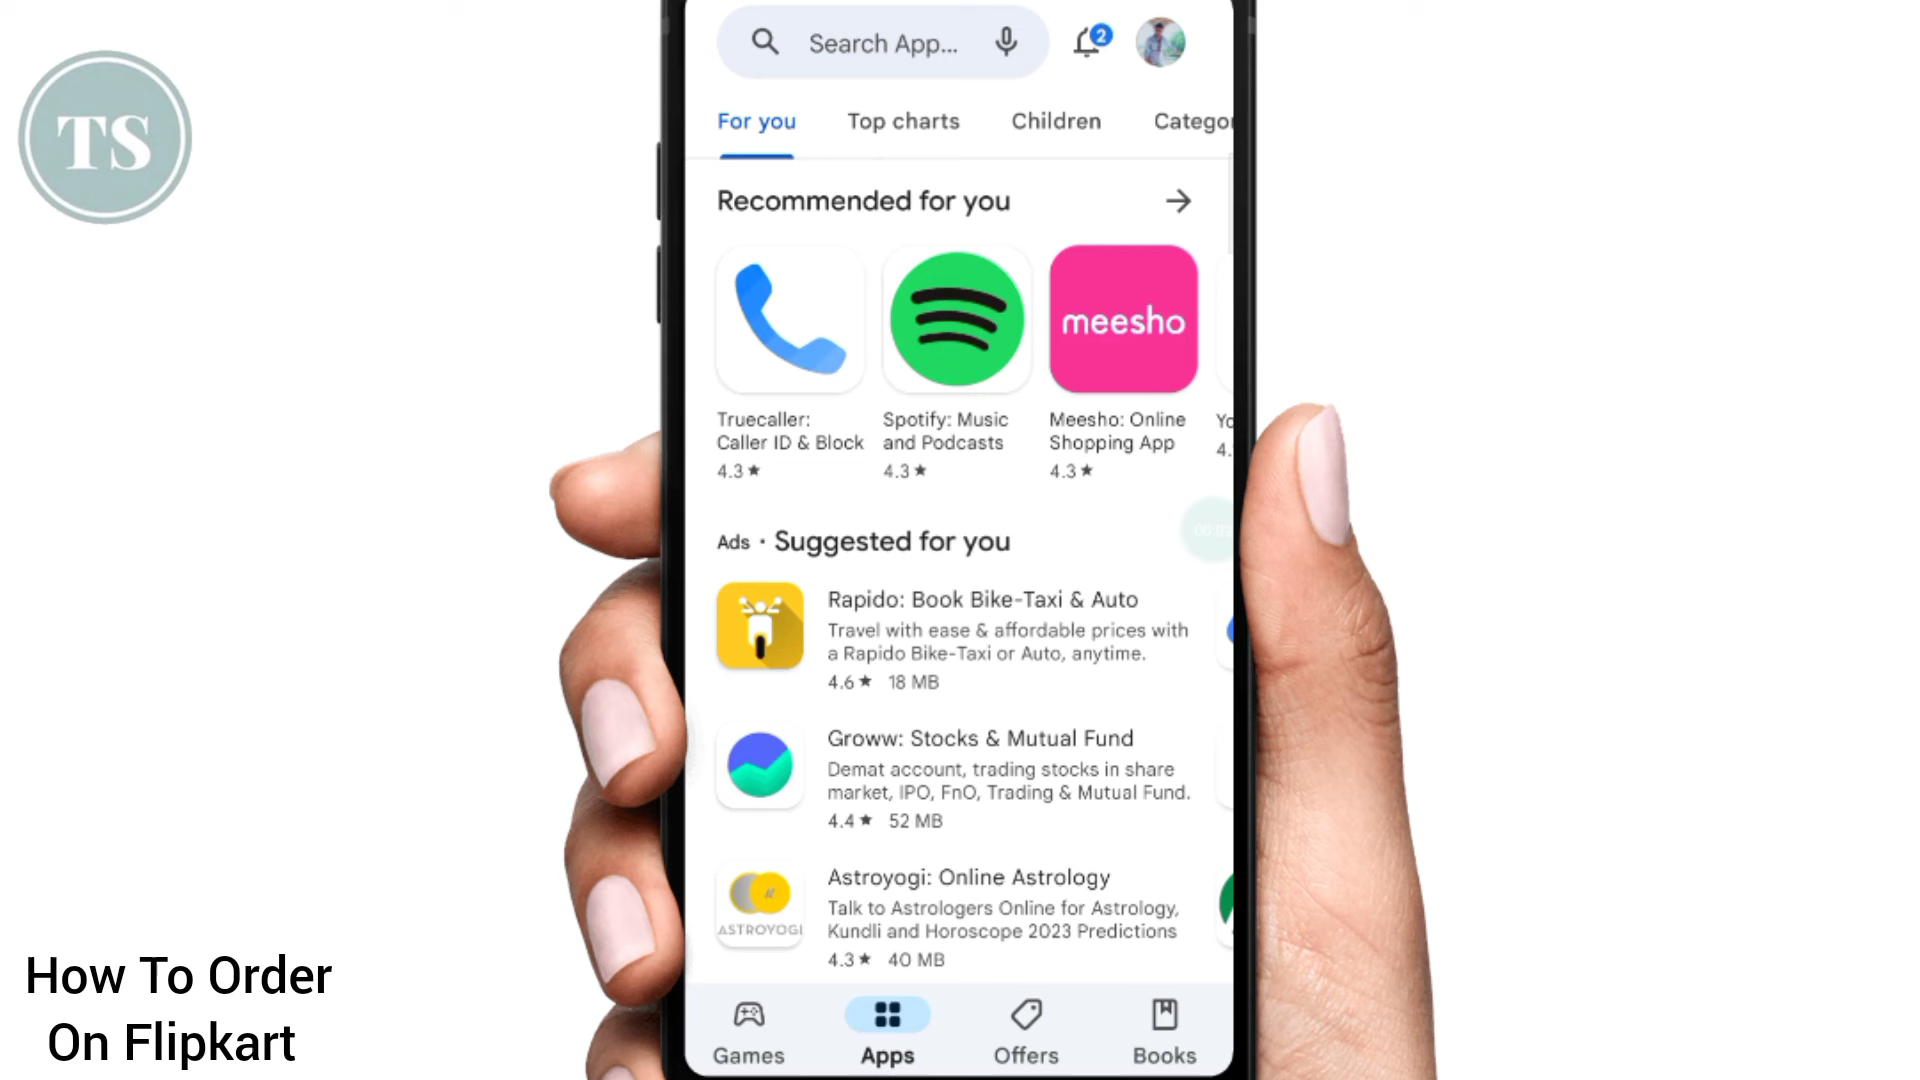 TS
Search App...
2
For you
Top charts
Children
Categor
Recommended for you
meesho
Truecaller:
Caller ID & Block
4.3 ★
Spotify: Music
and Podcasts
4.3 ★
Meesho: Online
Shopping App
4.3 ★
Yo
4.
Ads · Suggested for you
Rapido: Book Bike-Taxi & Auto
Travel with ease & affordable prices with
a Rapido Bike-Taxi or Auto, anytime.
4.6 ★ 18 MB
Groww: Stocks & Mutual Fund
Demat account, trading stocks in share
market, IPO, FnO, Trading & Mutual Fund.
4.4 ★ 52 MB
ASTROYOGI
Astroyogi: Online Astrology
Talk to Astrologers Online for Astrology,
Kundli and Horoscope 2023 Predictions
4.3 ★ 40 MB
Games
Apps
Offers
Books
How To Order
On Flipkart